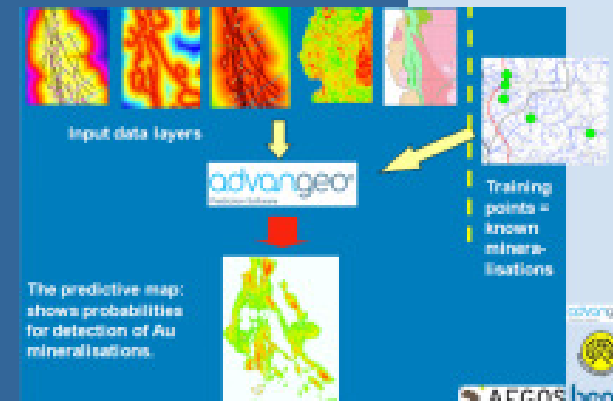 Input data layers
advangeo®
Prediction Software
Training
points =
known
minera-
lisations
The predictive map:
shows probabilities
for detection of Au
mineralisations.
advang
AEGOS